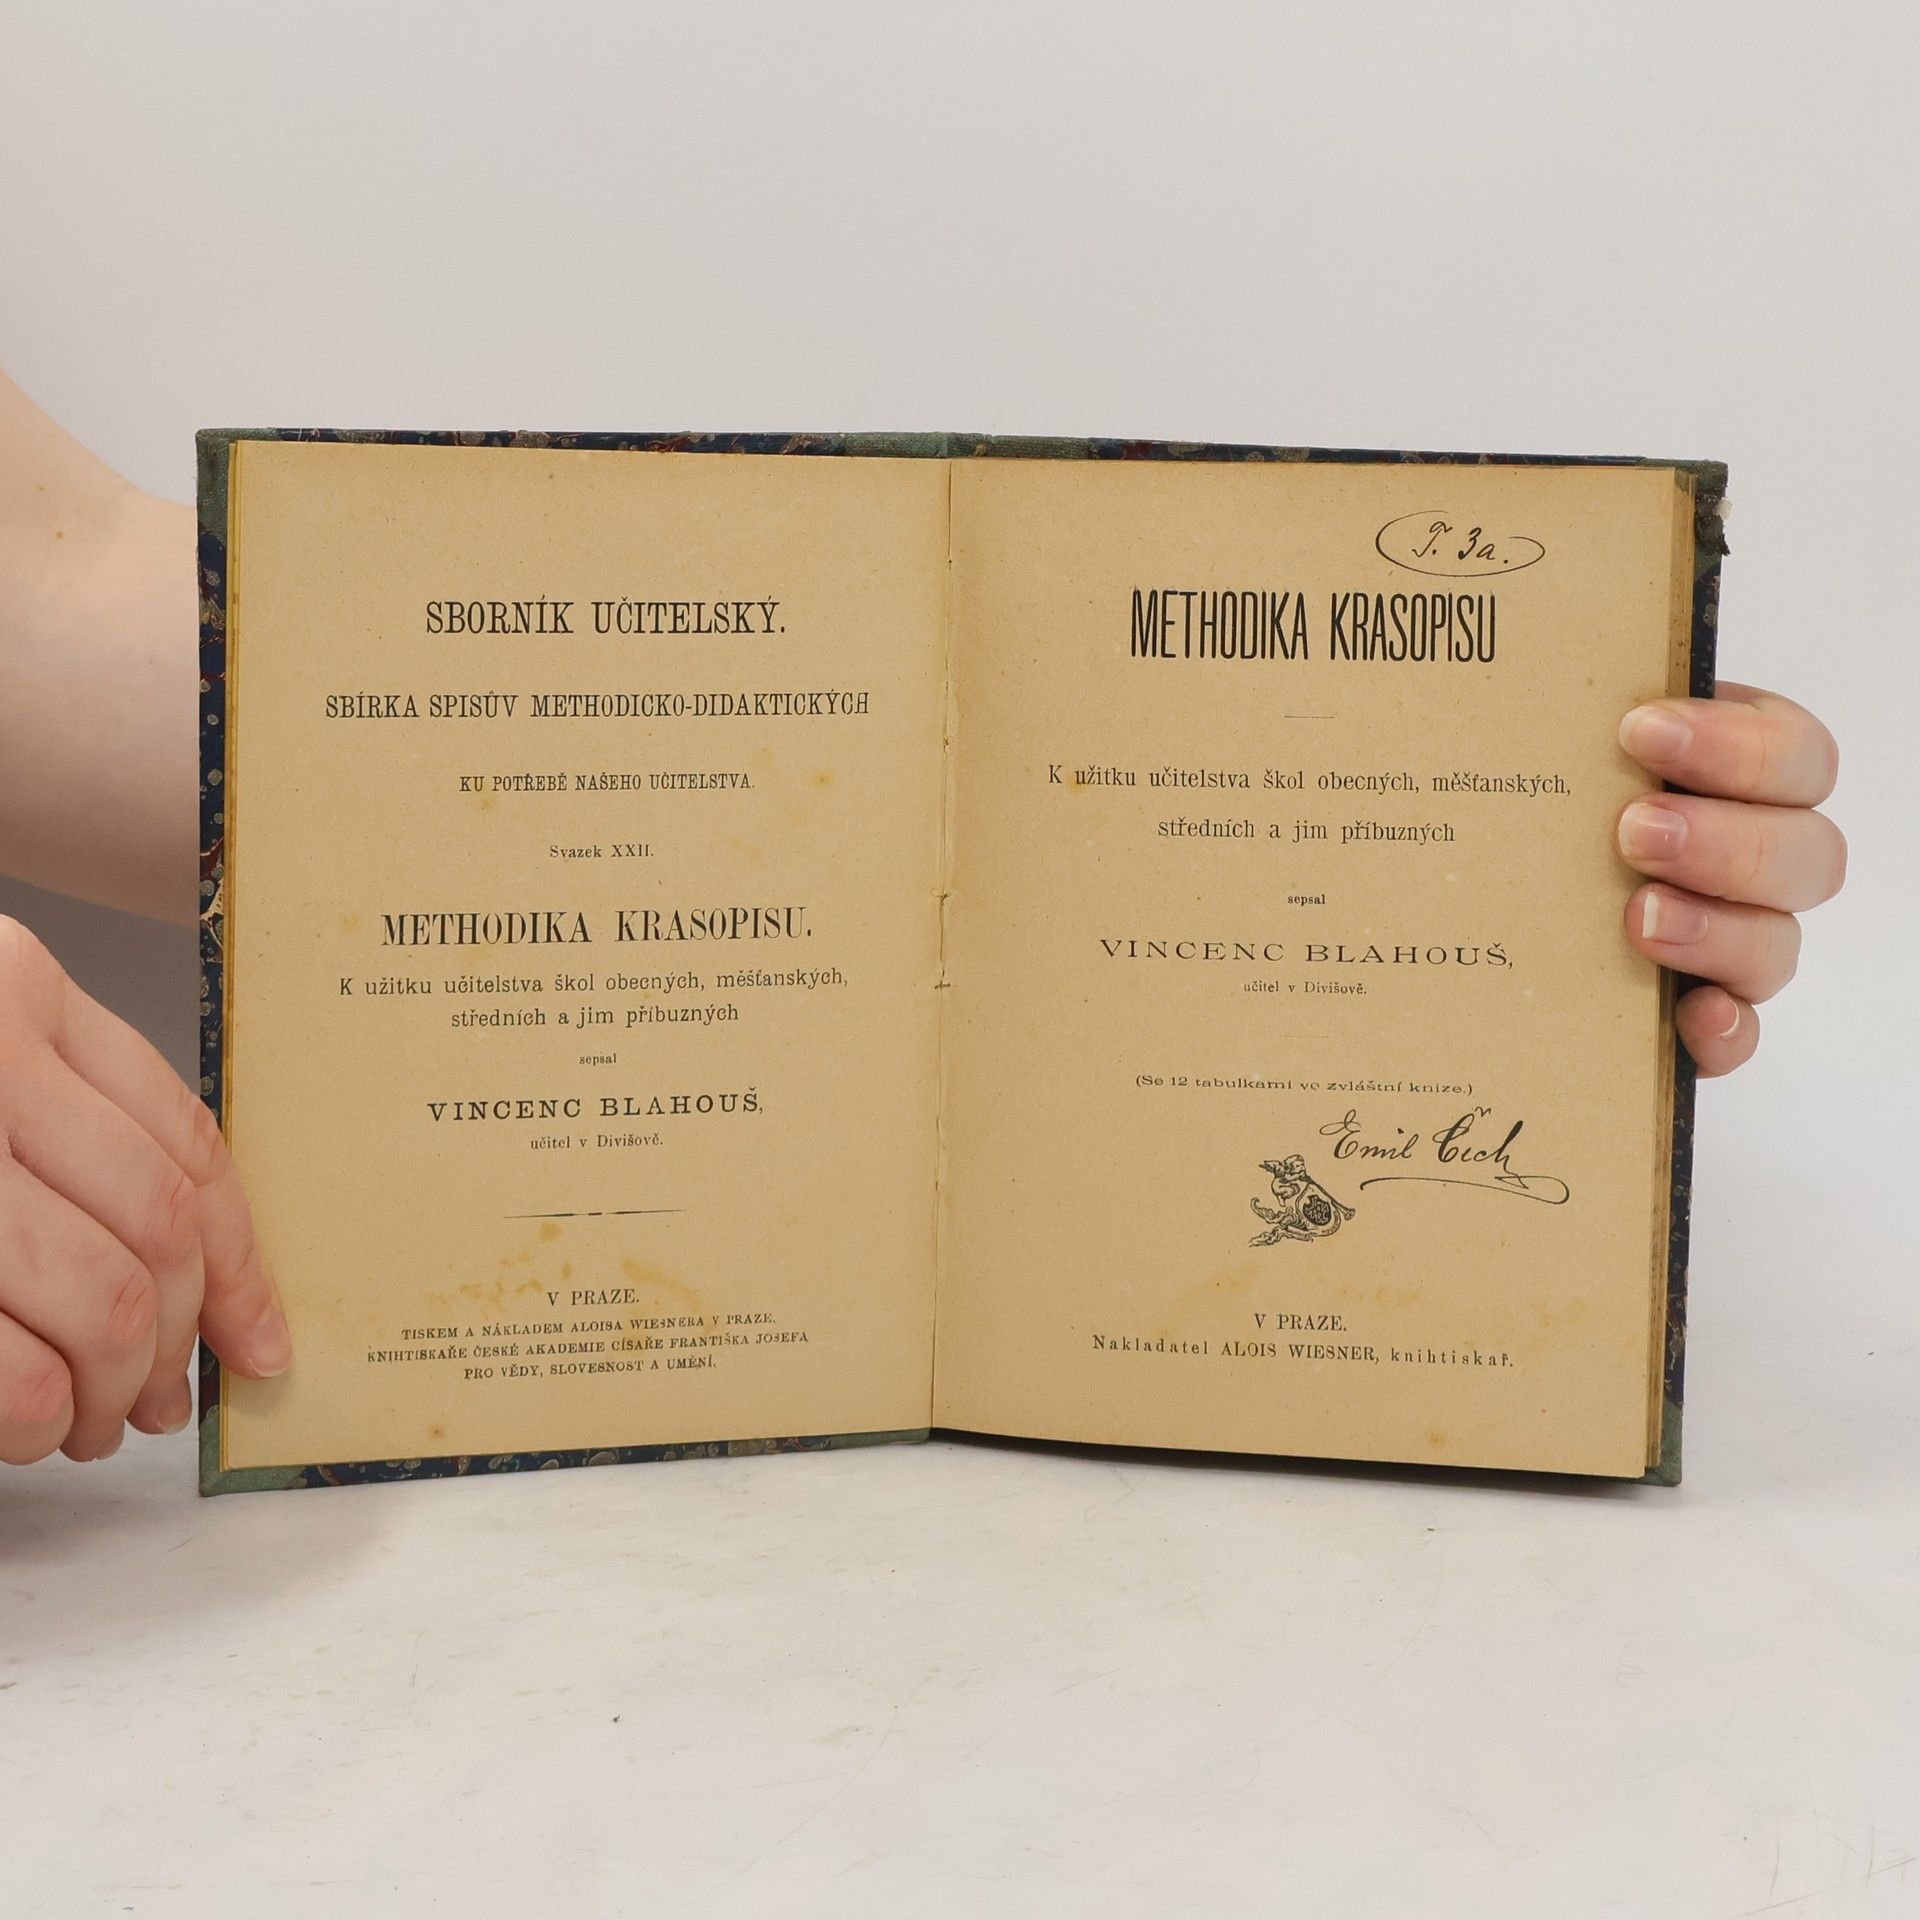 SBORNÍK UČITELSKÝ.
SBÍRKA SPISŮV METHODICKO-DIDAKTICKÝCH
KU POTŘEBĚ NAŠEHO UČITELSTVA.
Svazek XXII.
METHODIKA KRASOPISU.
K užitku učitelstva škol obecných, měšťanských,
středních a jim příbuzných
sepsal
VINCENC BLAHOUŠ,
učitel v Divišově.
V PRAZE.
TISKEM A NÁKLADEM ALOISA WIESNERA V PRAZE,
KNIHTISKAŘE ČESKÉ AKADEMIE CÍSAŘE FRANTIŠKA JOSEFA
PRO VĚDY, SLOVESNOST A UMĚNÍ.
T. 3a.
METHODIKA KRASOPISU
K užitku učitelstva škol obecných, měšťanských,
středních a jim příbuzných
sepsal
VINCENC BLAHOUŠ,
učitel v Divišově.
(Se 12 tabulkami ve zvláštní knize.)
Emil Čech
V PRAZE.
Nakladatel ALOIS WIESNER, knihtiskař.